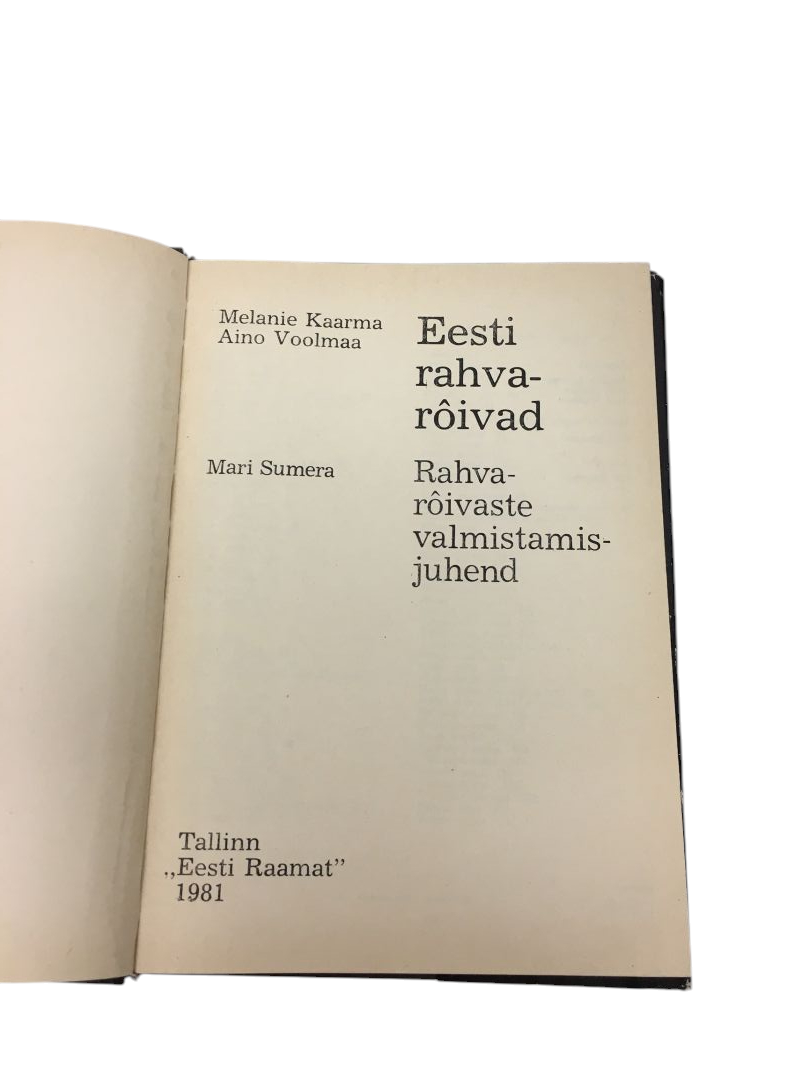 Melanie Kaarma
Aino Voolmaa
Eesti
rahva-
rôivad
Mari Sumera
Rahva-
rôivaste
valmistamis-
juhend
Tallinn
„Eesti Raamat”
1981